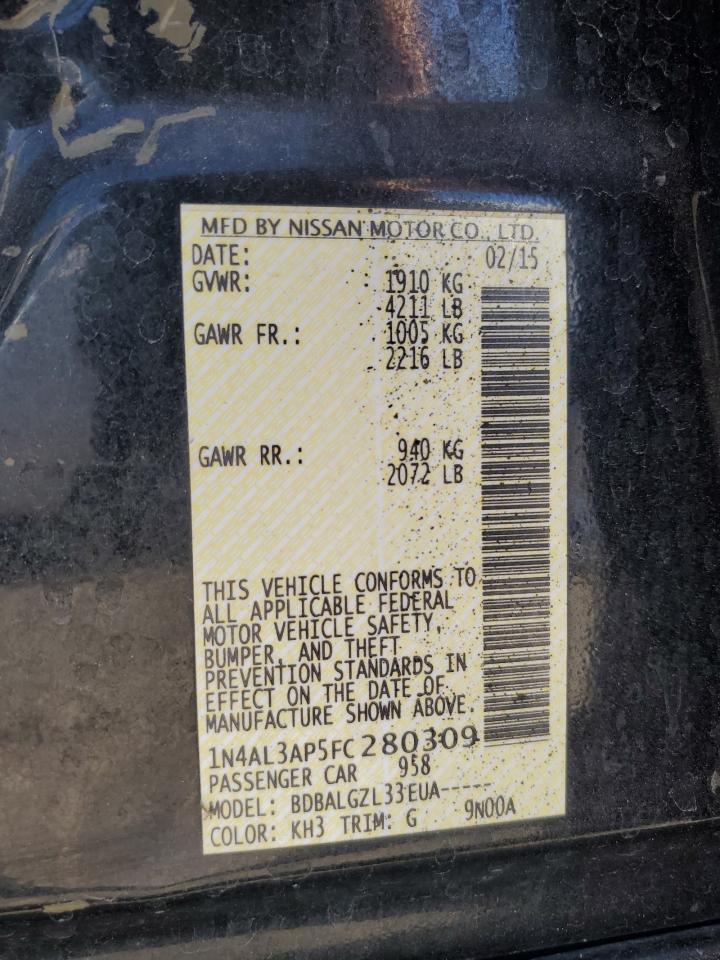 MFD BY NISSAN MOTOR CO., LTD.
DATE: 02/15
GVWR: 1910 KG
4211 LB
GAWR FR.: 1005 KG
2216 LB
GAWR RR.: 940 KG
2072 LB
THIS VEHICLE CONFORMS TO
ALL APPLICABLE FEDERAL
MOTOR VEHICLE SAFETY,
BUMPER, AND THEFT
PREVENTION STANDARDS IN
EFFECT ON THE DATE OF
MANUFACTURE SHOWN ABOVE.
1N4AL3AP5FC280309
PASSENGER CAR 958
MODEL: BDBALGZL33EUA-----
COLOR: KH3 TRIM: G 9N00A